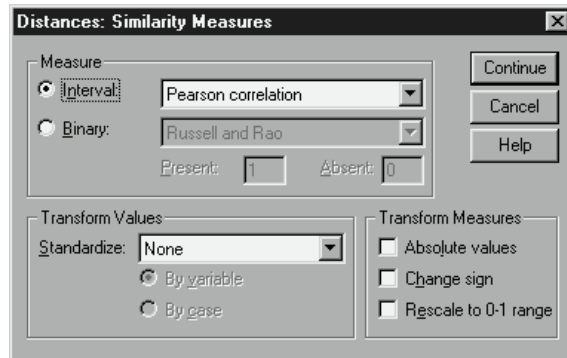 Distances: Similarity Measures
Measure
Interval: Pearson correlation
Binary: Russell and Rao
Present: 1 Absent: 0
Continue
Cancel
Help
Transform Values
Standardize: None
By variable
By case
Transform Measures
Absolute values
Change sign
Rescale to 0-1 range